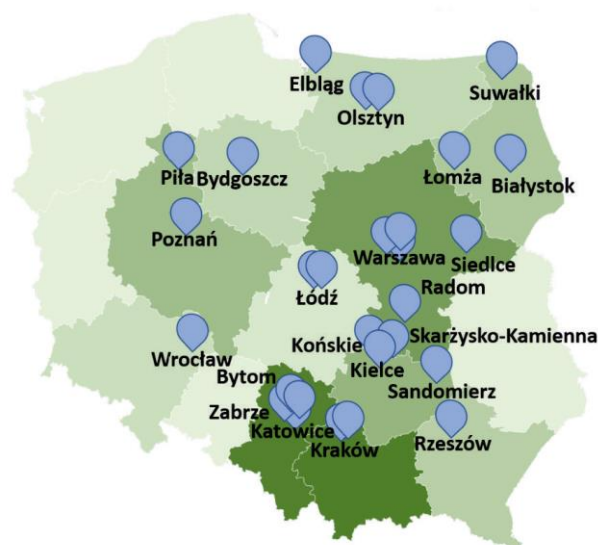 Elbląg
Olsztyn
Suwałki
Piła
Bydgoszcz
Łomża
Białystok
Poznań
Warszawa
Siedlce
Łódź
Radom
Wrocław
Końskie
Skarżysko-Kamienna
Kielce
Bytom
Sandomierz
Zabrze
Katowice
Kraków
Rzeszów